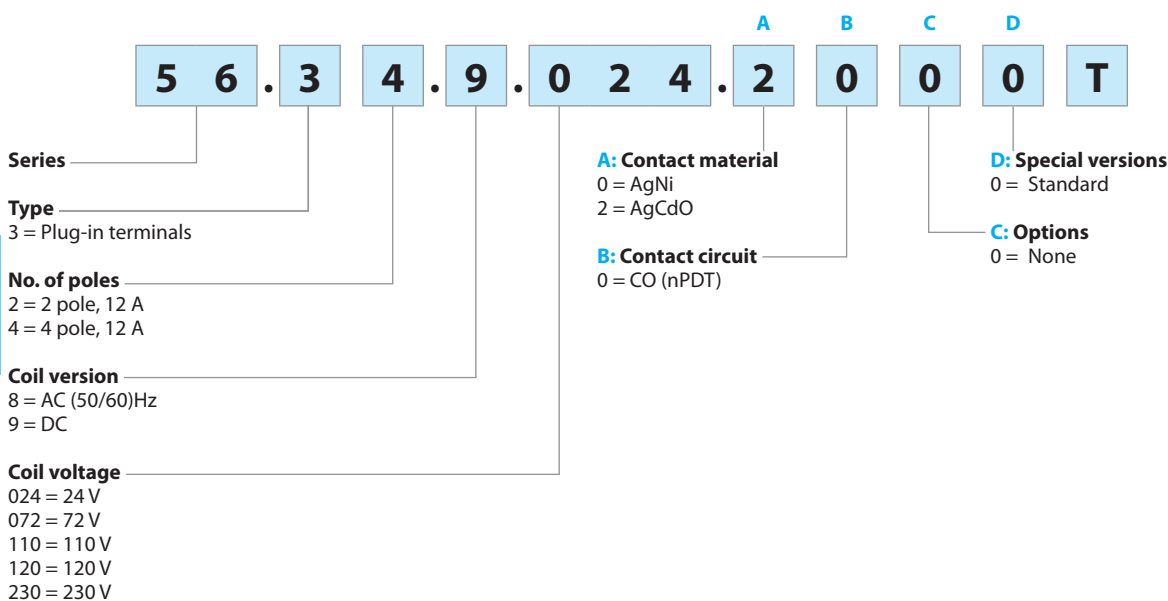 A B C D
5 6 . 3 4 . 9 . 0 2 4 . 2 0 0 0 T
Series
Type
3 = Plug-in terminals
No. of poles
2 = 2 pole, 12 A
4 = 4 pole, 12 A
Coil version
8 = AC (50/60)Hz
9 = DC
Coil voltage
024 = 24 V
072 = 72 V
110 = 110 V
120 = 120 V
230 = 230 V
A: Contact material
0 = AgNi
2 = AgCdO
B: Contact circuit
0 = CO (nPDT)
D: Special versions
0 = Standard
C: Options
0 = None